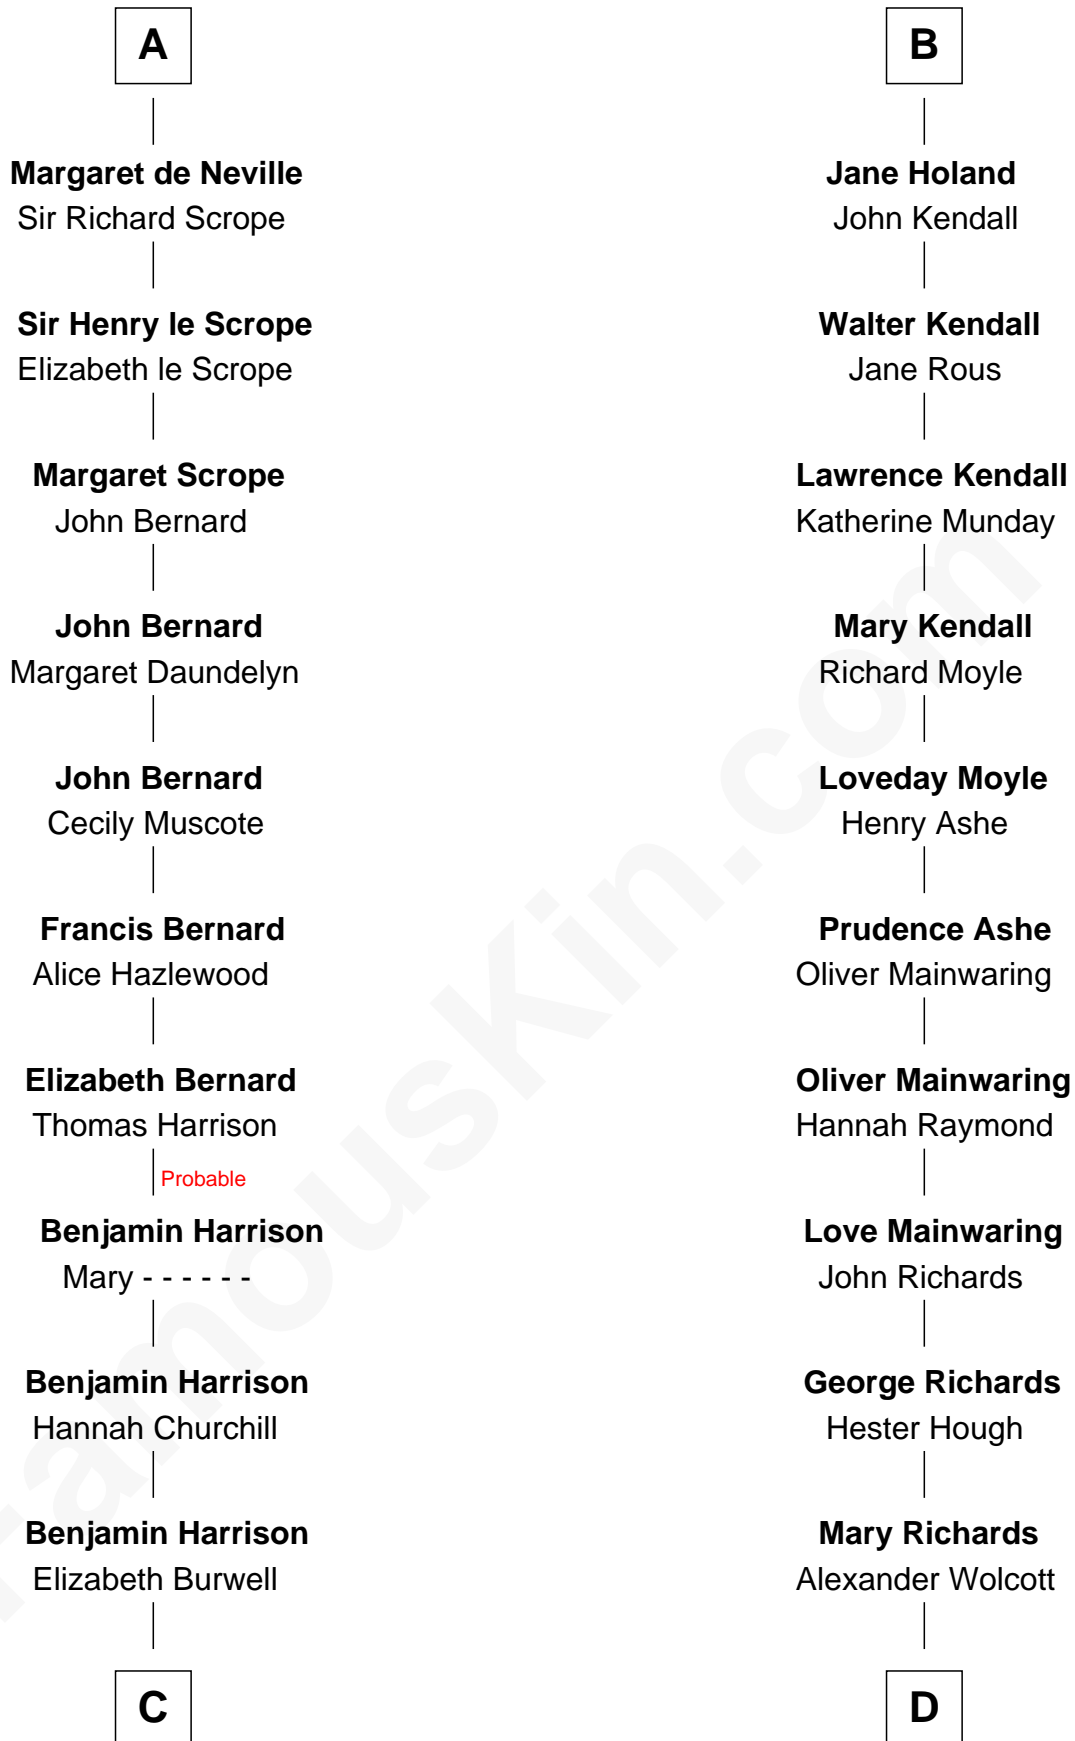 A
Margaret de Neville
Sir Richard Scrope
Sir Henry le Scrope
Elizabeth le Scrope
Margaret Scrope
John Bernard
John Bernard
Margaret Daundelyn
John Bernard
Cecily Muscote
Francis Bernard
Alice Hazlewood
Elizabeth Bernard
Thomas Harrison
Probable
Benjamin Harrison
Mary - - - - - -
Benjamin Harrison
Hannah Churchill
Benjamin Harrison
Elizabeth Burwell
C
B
Jane Holand
John Kendall
Walter Kendall
Jane Rous
Lawrence Kendall
Katherine Munday
Mary Kendall
Richard Moyle
Loveday Moyle
Henry Ashe
Prudence Ashe
Oliver Mainwaring
Oliver Mainwaring
Hannah Raymond
Love Mainwaring
John Richards
George Richards
Hester Hough
Mary Richards
Alexander Wolcott
D
FamousKin.com